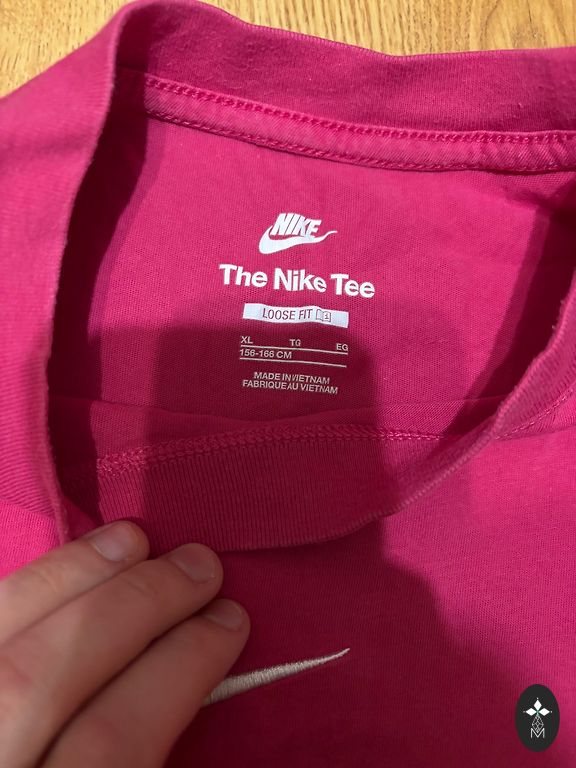 NIKE
The Nike Tee
LOOSE FIT
XL TG EG
156-166 CM
MADE IN VIETNAM
FABRIQUE AU VIETNAM